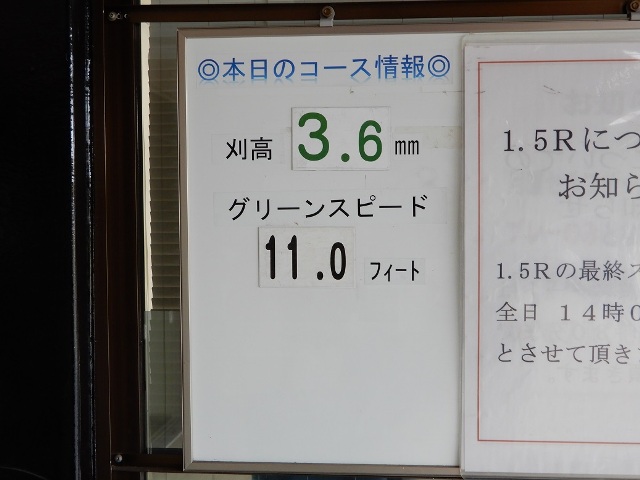 ◎本日のコース情報◎
刈高 3.6 mm
グリーンスピード
11.0 フィート
1.5Rにつ
お知ら
1.5Rの最終ス
全日 14時0
とさせて頂き